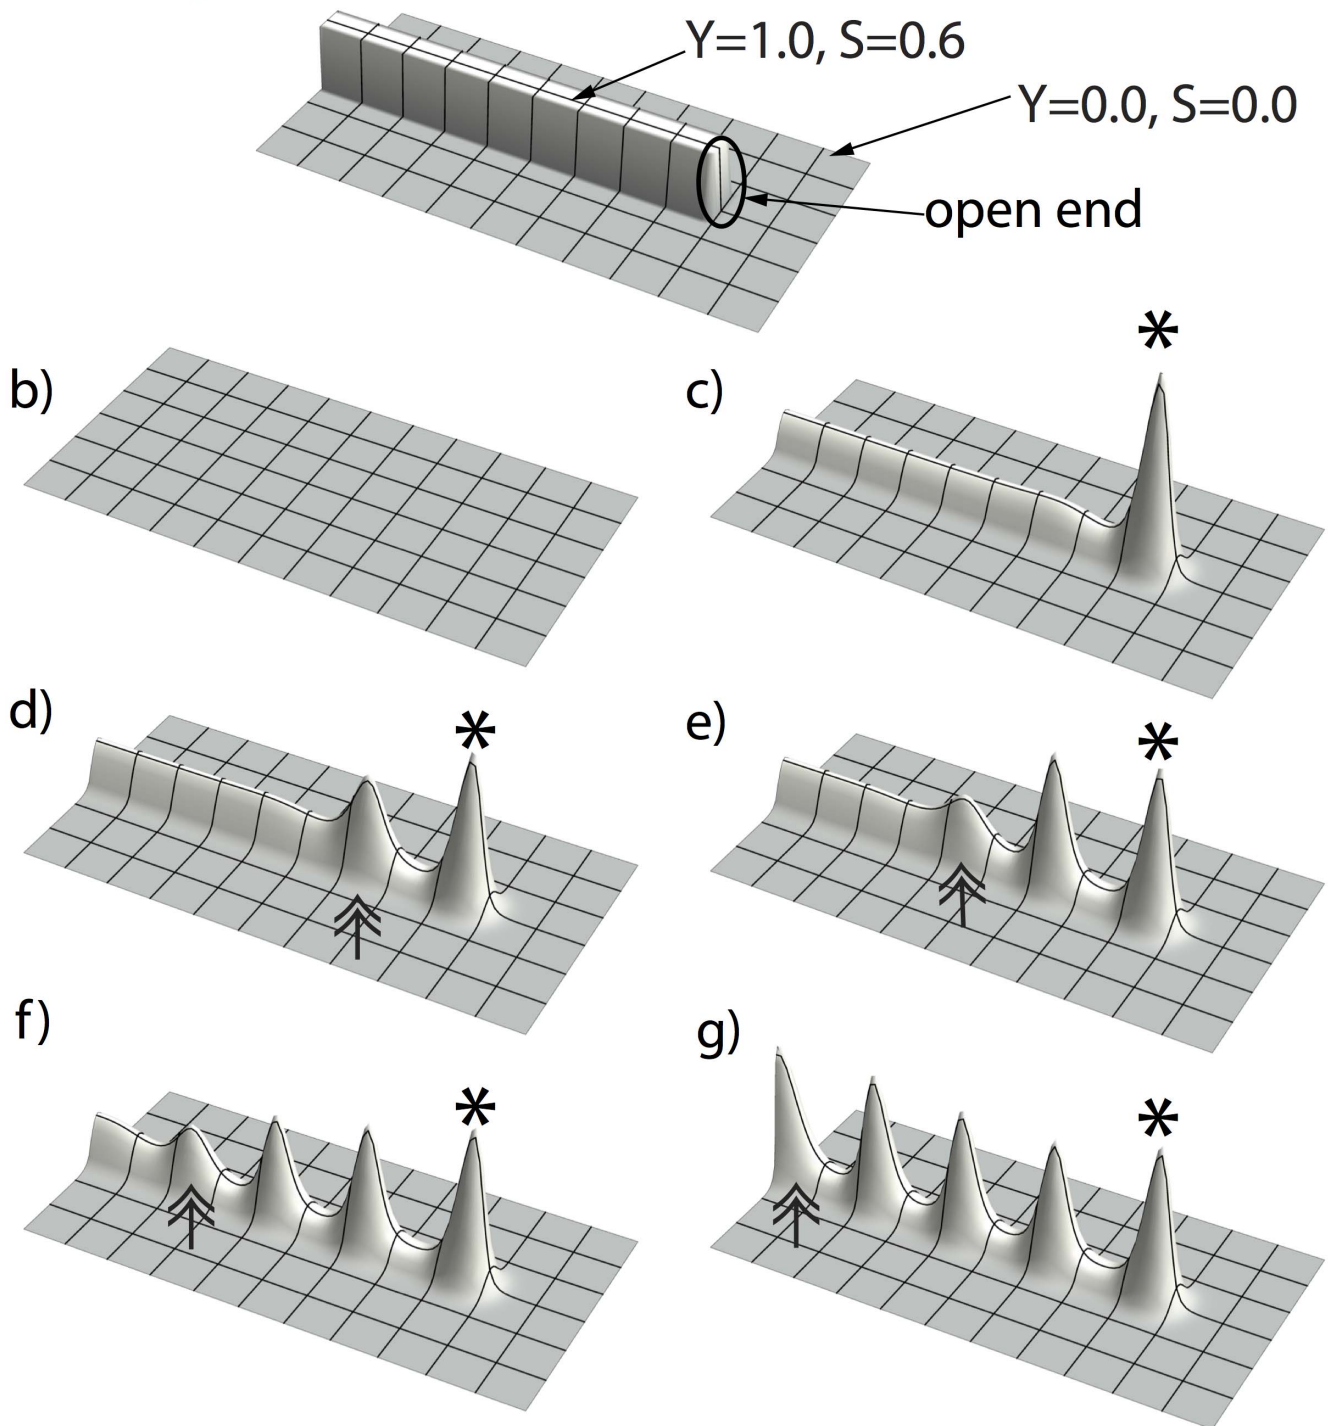 Y=1.0, S=0.6
Y=0.0, S=0.0
open end
b)
c)
*
d)
*
e)
*
f)
*
g)
*